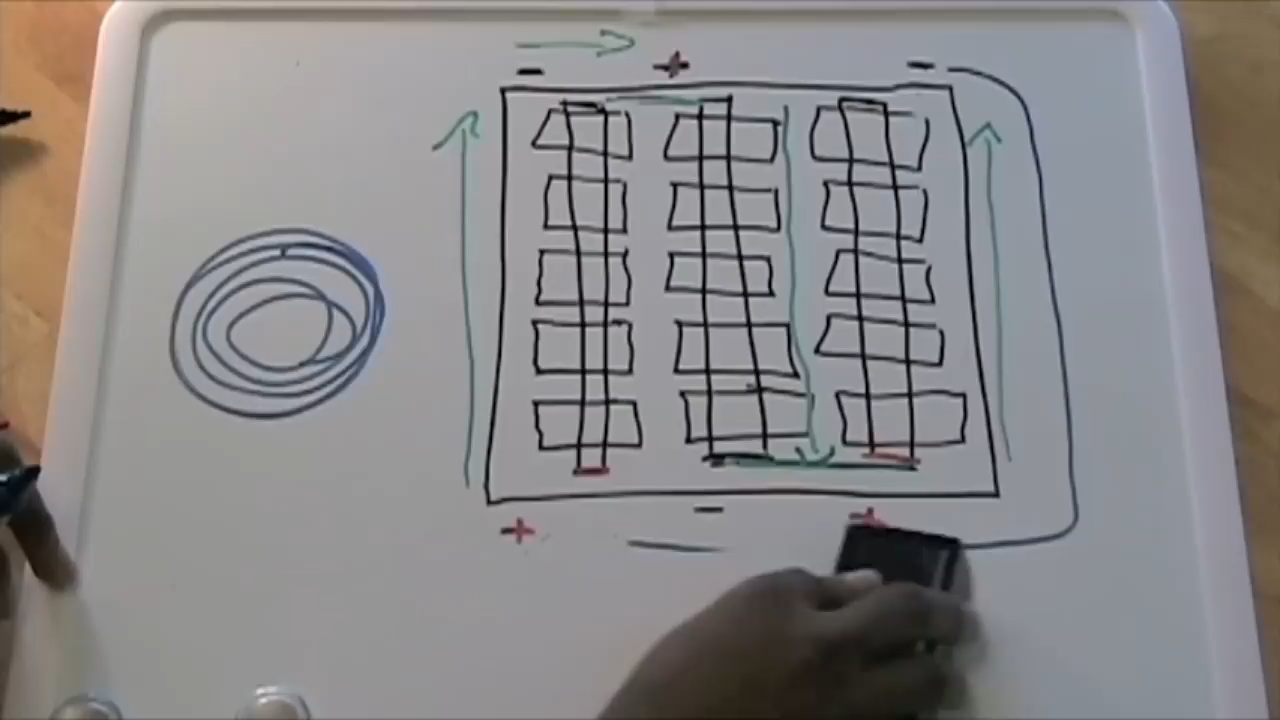 - + -
+ - +